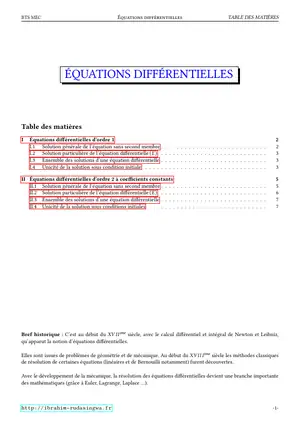 BTS MEU ÉQUATIONS DIFFÉRENTIELLES TABLE DES MATIÈRES
ÉQUATIONS DIFFÉRENTIELLES
Table des matières
I Équations différentielles d'ordre 1 2
I.1 Solution générale de l'équation sans second membre . . . 2
I.2 Solution particulière de l'équation différentielle (E) . . . 3
I.3 Ensemble des solutions d'une équation différentielle . . . 3
I.4 Unicité de la solution sous condition initiale . . . 3
II Équations différentielles d'ordre 2 à coefficients constants 5
II.1 Solution générale de l'équation sans second membre . . . 5
II.2 Solution particulière de l'équation différentielle (E) . . . 6
II.3 Ensemble des solutions d'une équation différentielle . . . 7
II.4 Unicité de la solution sous conditions initiales . . . 7
Bref historique : C'est au début du XVIIème siècle, avec le calcul différentiel et intégral de Newton et Leibniz,
qu'apparut la notion d'équations différentielles.
Elles sont issues de problèmes de géométrie et de mécanique. Au début du XVIIIème siècle les méthodes classiques
de résolution de certaines équations (linéaires et de Bernouilli notamment) furent découvertes.
Avec le développement de la mécanique, la résolution des équations différentielles devient une branche importante
des mathématiques (grâce à Euler, Lagrange, Laplace ...).
http://ibrahim-rudasingwa.fr -1-